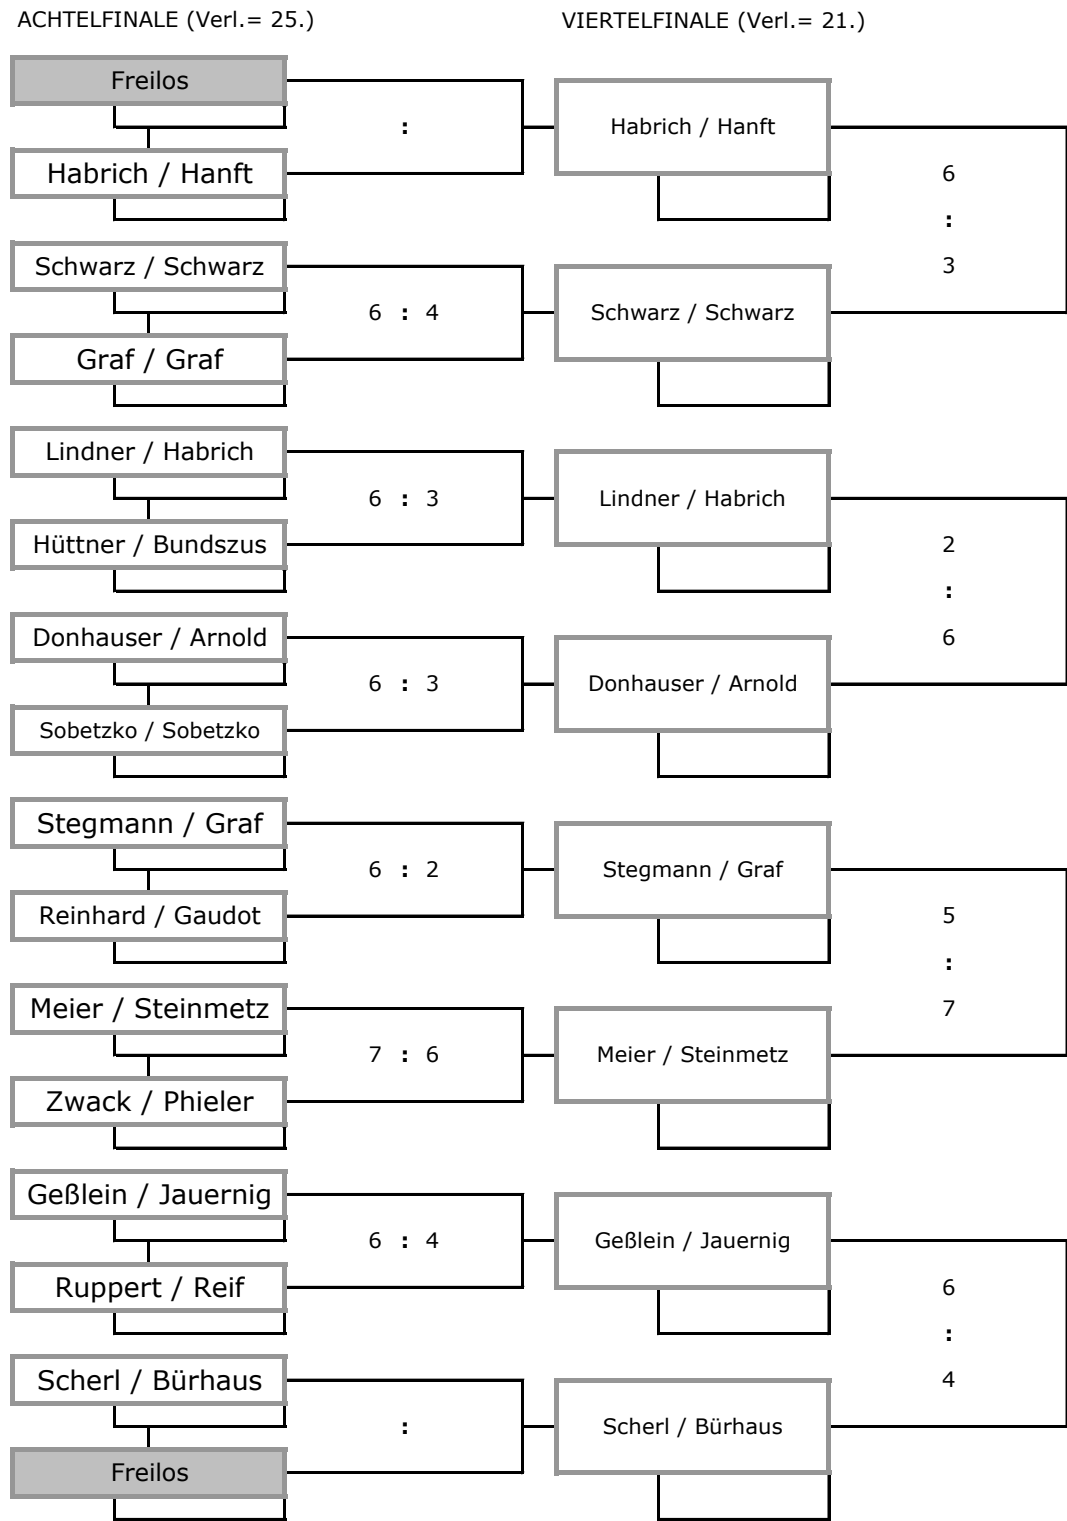 ACHTELFINALE (Verl.= 25.)
VIERTELFINALE (Verl.= 21.)
Freilos
:
Habrich / Hanft
Habrich / Hanft
6
:
3
Schwarz / Schwarz
6 : 4
Graf / Graf
Schwarz / Schwarz
Lindner / Habrich
6 : 3
Hüttner / Bundszus
Lindner / Habrich
2
:
6
Donhauser / Arnold
6 : 3
Sobetzko / Sobetzko
Donhauser / Arnold
Stegmann / Graf
6 : 2
Reinhard / Gaudot
Stegmann / Graf
5
:
7
Meier / Steinmetz
7 : 6
Zwack / Phieler
Meier / Steinmetz
Geßlein / Jauernig
6 : 4
Ruppert / Reif
Geßlein / Jauernig
6
:
4
Scherl / Bürhaus
:
Freilos
Scherl / Bürhaus